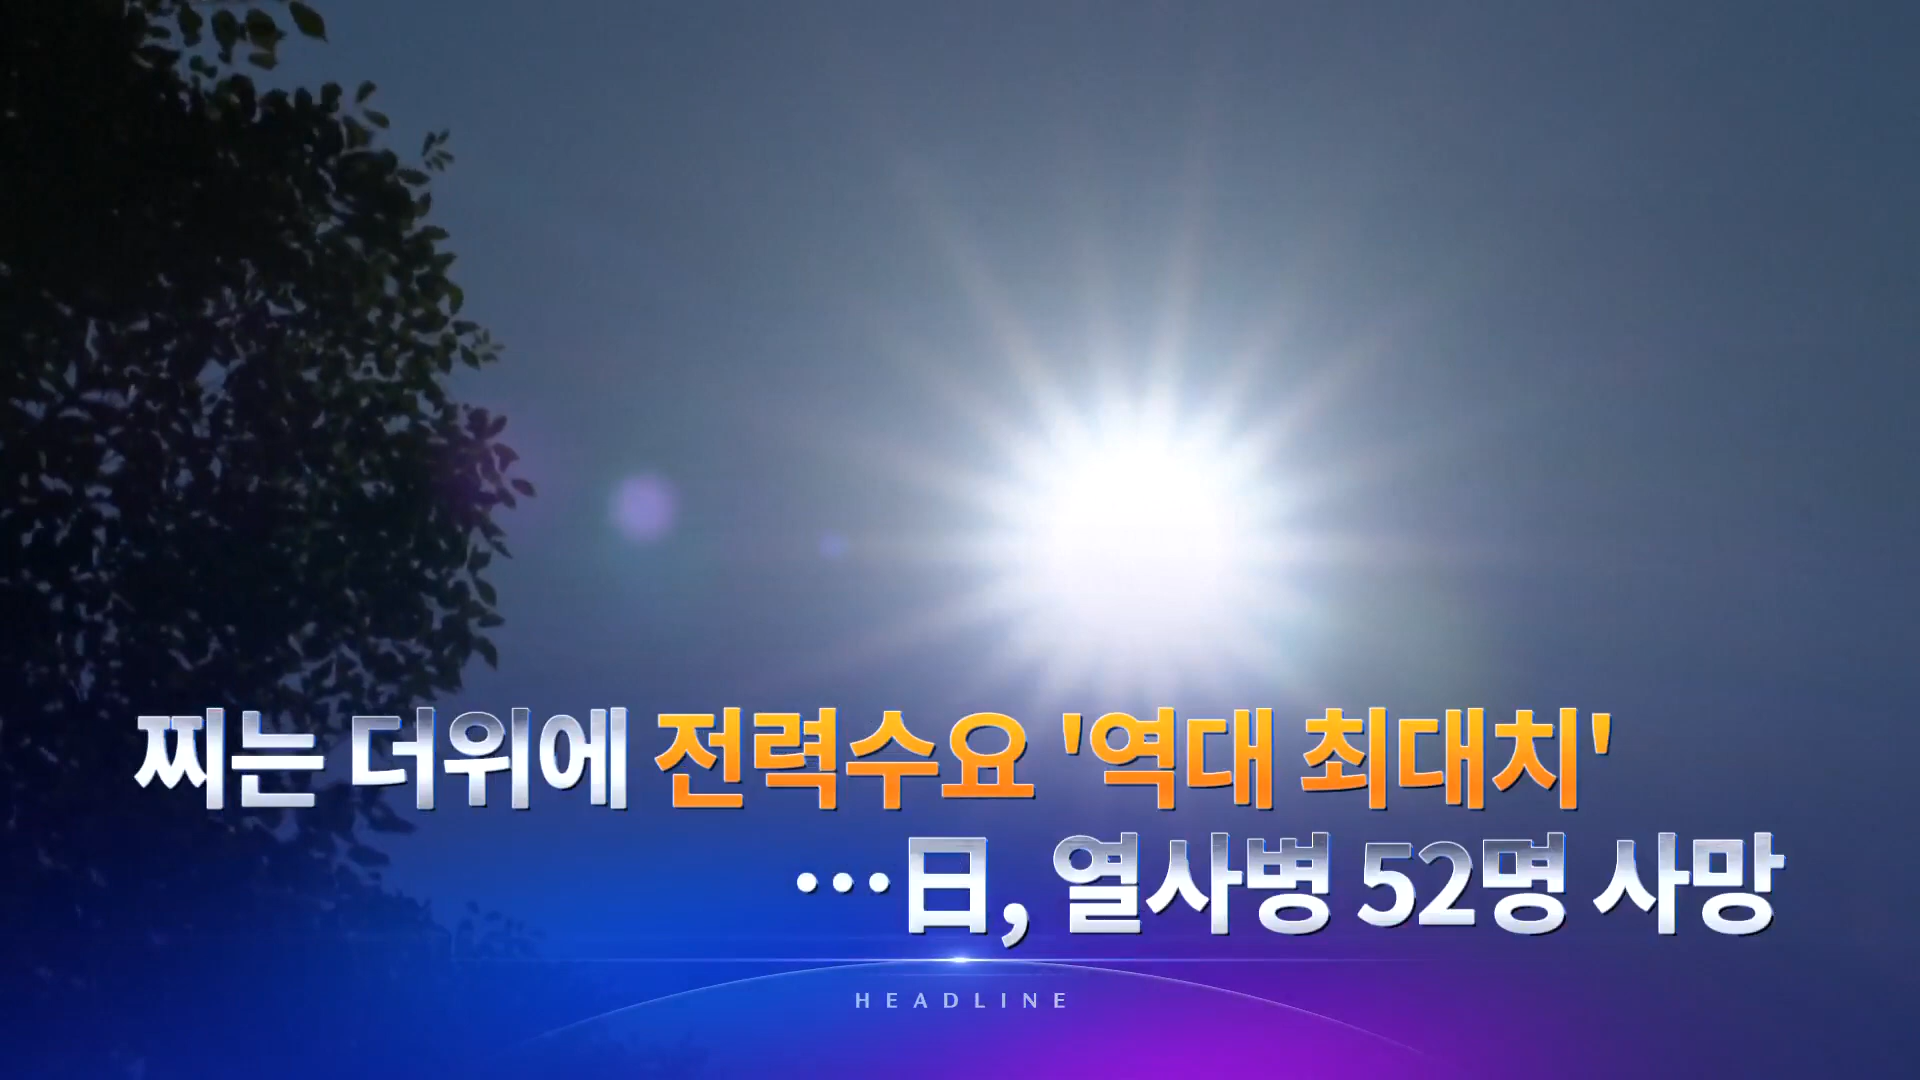 찌는 더위에 전력수요 '역대 최대치'
…日, 열사병 52명 사망
HEADLINE